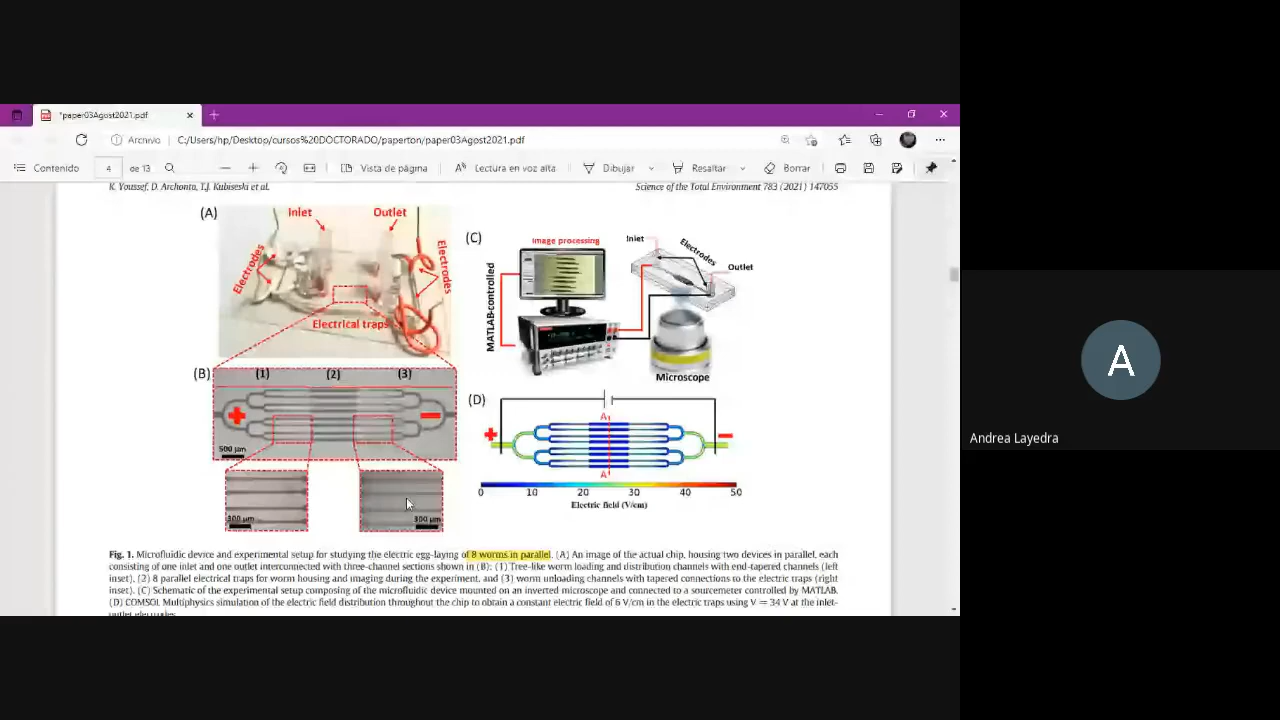 *paper03Agost2021.pdf
Archivo
C:/Users/hp/Desktop/cursos%20DOCTORADO/paperton/paper03Agost2021.pdf
Contenido
4
de 13
Vista de página
Lectura en voz alta
Dibujar
Resaltar
Borrar
K. Youssef, D. Archonta, T.J. Kubiseski et al.
Science of the Total Environment 783 (2021) 147055
(A)
Inlet
Outlet
Electrodes
Electrodes
Electrical traps
(B)
(1)
(2)
(3)
+
500 µm
300 µm
300 µm
(C)
Image processing
MATLAB-controlled
Inlet
Electrodes
Outlet
Microscope
(D)
+
A
A
0
10
20
30
40
50
Electric field (V/cm)
Fig. 1. Microfluidic device and experimental setup for studying the electric egg-laying of 8 worms in parallel. (A) An image of the actual chip, housing two devices in parallel, each
consisting of one inlet and one outlet interconnected with three-channel sections shown in (B): (1) Tree-like worm loading and distribution channels with end-tapered channels (left
inset), (2) 8 parallel electrical traps for worm housing and imaging during the experiment, and (3) worm unloading channels with tapered connections to the electric traps (right
inset). (C) Schematic of the experimental setup composing of the microfluidic device mounted on an inverted microscope and connected to a sourcemeter controlled by MATLAB.
(D) COMSOL Multiphysics simulation of the electric field distribution throughout the chip to obtain a constant electric field of 6 V/cm in the electric traps using V = 34 V at the inlet-
outlet electrodes.
A
Andrea Layedra